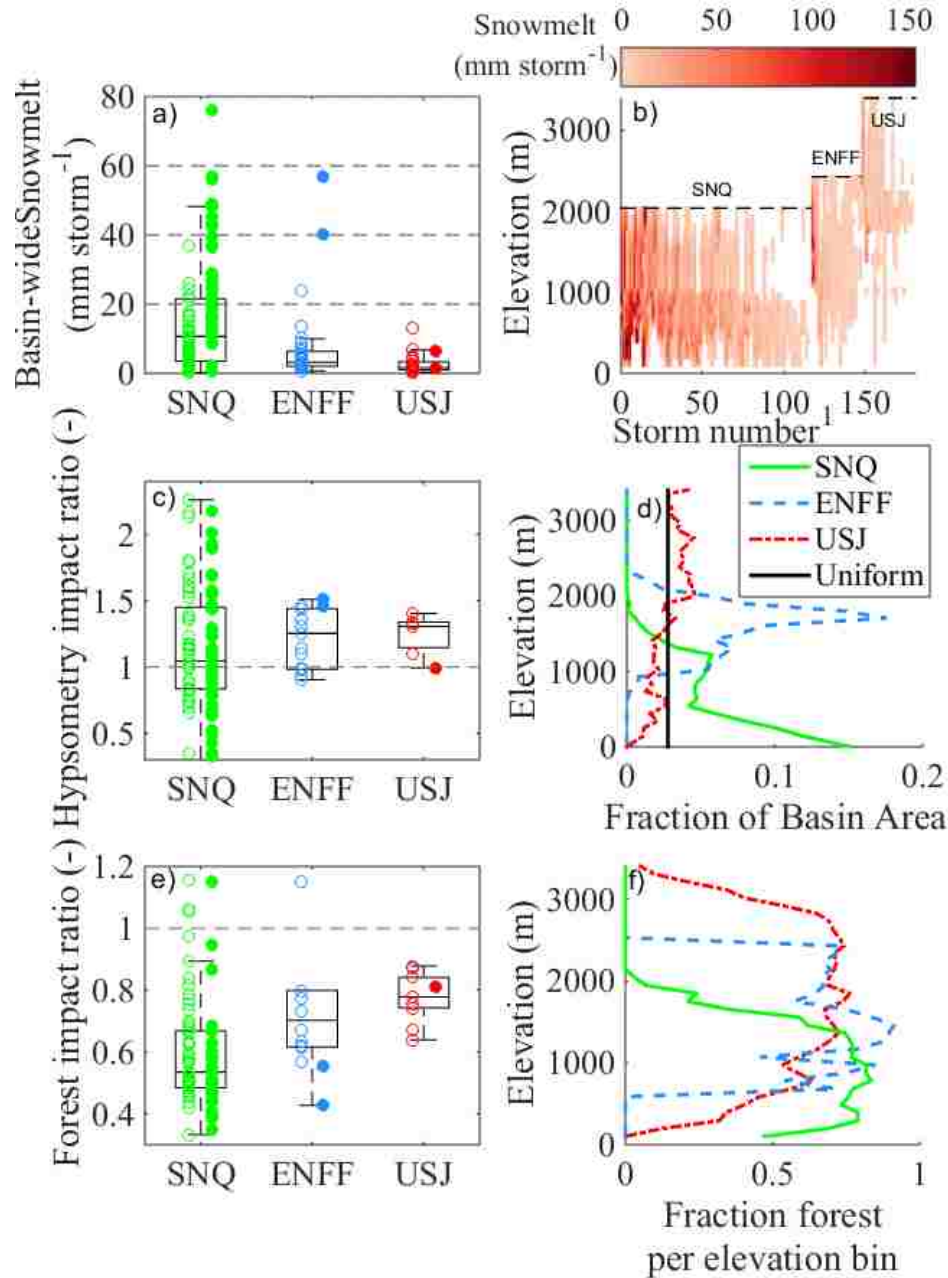 Snowmelt
(mm storm⁻¹)
0 50 100 150
Basin-wideSnowmelt
(mm storm⁻¹)
a)
80
60
40
20
0
SNQ ENFF USJ
b)
Elevation (m)
3000
2000
1000
0
SNQ
ENFF
USJ
0 50 100 150
Storm number¹
Hypsometry impact ratio (-)
c)
2
1.5
1
0.5
SNQ ENFF USJ
SNQ
ENFF
USJ
Uniform
d)
Elevation (m)
3000
2000
1000
0
0 0.1 0.2
Fraction of Basin Area
Forest impact ratio (-)
e)
1.2
1
0.8
0.6
0.4
SNQ ENFF USJ
f)
Elevation (m)
3000
2000
1000
0
0 0.5 1
Fraction forest
per elevation bin